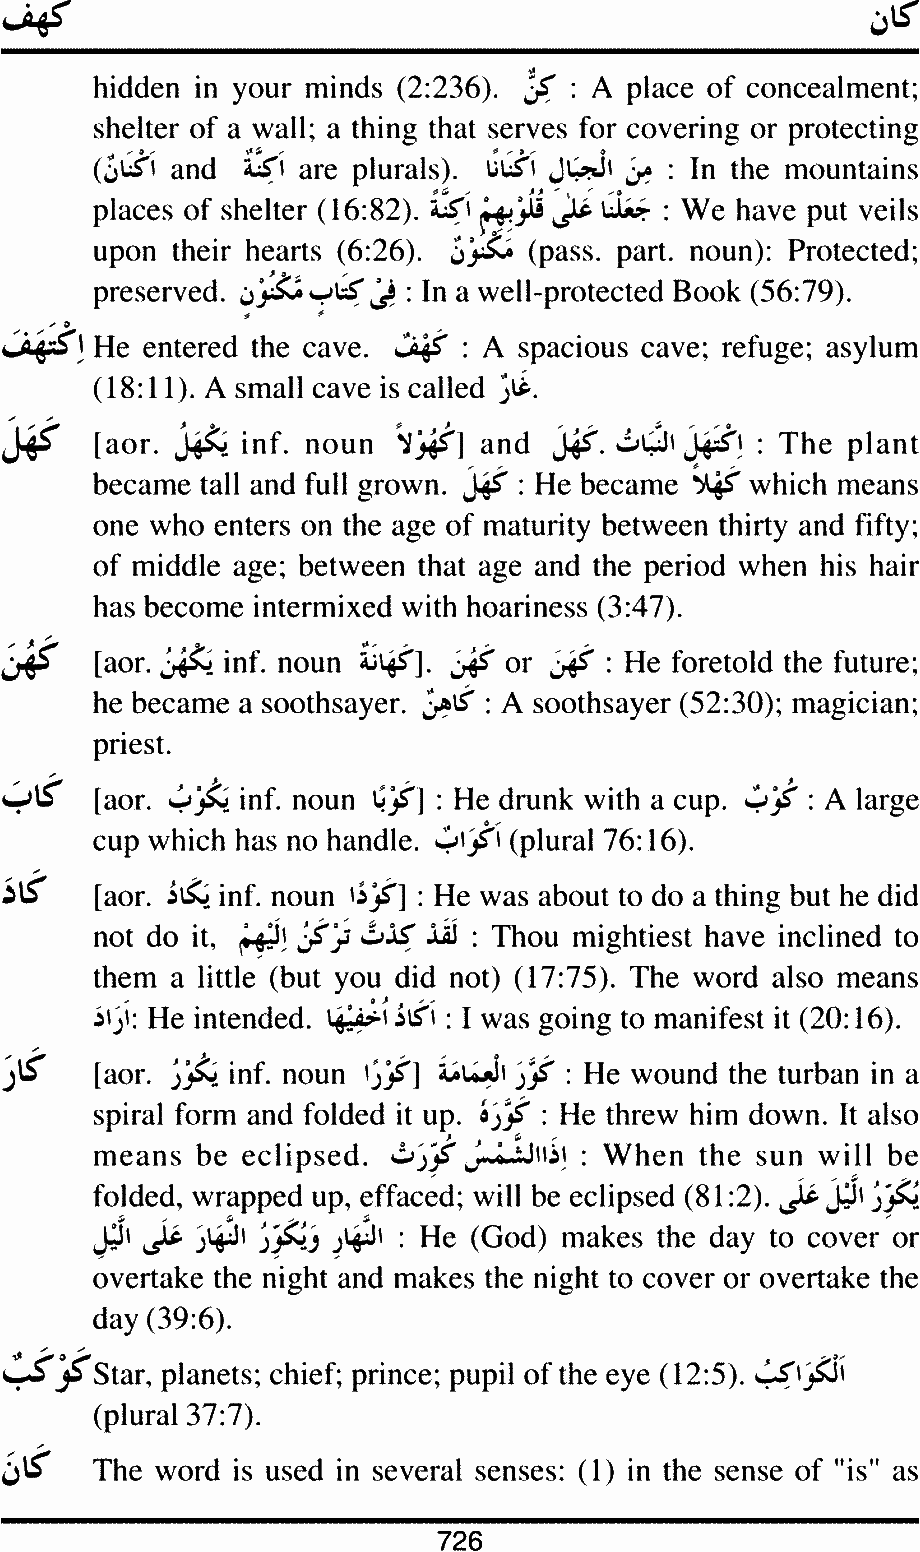 كهف كان
hidden in your minds (2:236). كِنٌّ : A place of concealment;
shelter of a wall; a thing that serves for covering or protecting
(اَكْنَانٌ and اَكِنَّةٌ are plurals). مِنَ الْجِبَالِ اَكْنَانًا : In the mountains
places of shelter (16:82). جَعَلْنَا عَلٰى قُلُوْبِهِمْ اَكِنَّةً : We have put veils
upon their hearts (6:26). مَكْنُوْنٌ (pass. part. noun): Protected;
preserved. فِىْ كِتَابٍ مَّكْنُوْنٍ : In a well-protected Book (56:79).
اِكْتَهَفَ He entered the cave. كَهْفٌ : A spacious cave; refuge; asylum
(18:11). A small cave is called غَارٌ.
كَهَلَ [aor. يَكْهَلُ inf. noun كُهُوْلاً] and كَهَلَ. اِكْتَهَلَ النَّبَاتُ : The plant
became tall and full grown. كَهَلَ : He became كَهْلاً which means
one who enters on the age of maturity between thirty and fifty;
of middle age; between that age and the period when his hair
has become intermixed with hoariness (3:47).
كَهُنَ [aor. يَكْهُنُ inf. noun كَهَانَةٌ]. كَهُنَ or كَهَنَ : He foretold the future;
he became a soothsayer. كَاهِنٌ : A soothsayer (52:30); magician;
priest.
كَابَ [aor. يَكُوْبُ inf. noun كَوْبًا] : He drunk with a cup. كُوْبٌ : A large
cup which has no handle. اَكْوَابٌ (plural 76:16).
كَادَ [aor. يَكَادُ inf. noun كَوْدًا] : He was about to do a thing but he did
not do it, لَقَدْ كِدْتَّ تَرْكَنُ اِلَيْهِمْ : Thou mightiest have inclined to
them a little (but you did not) (17:75). The word also means
اَرَادَ: He intended. اَكَادُ اُخْفِيْهَا : I was going to manifest it (20:16).
كَارَ [aor. يَكُوْرُ inf. noun كَوْرًا] كَوَّرَ الْعِمَامَةَ : He wound the turban in a
spiral form and folded it up. كَوَّرَهُ : He threw him down. It also
means be eclipsed. اِذَاالشَّمْسُ كُوِّرَتْ : When the sun will be
folded, wrapped up, effaced; will be eclipsed (81:2). يُكَوِّرُ الَّيْلَ عَلَى
النَّهَارِ وَيُكَوِّرُ النَّهَارَ عَلَى الَّيْلِ : He (God) makes the day to cover or
overtake the night and makes the night to cover or overtake the
day (39:6).
كَوْكَبٌ Star, planets; chief; prince; pupil of the eye (12:5). اَلْكَوَاكِبُ
(plural 37:7).
كَانَ The word is used in several senses: (1) in the sense of "is" as
726